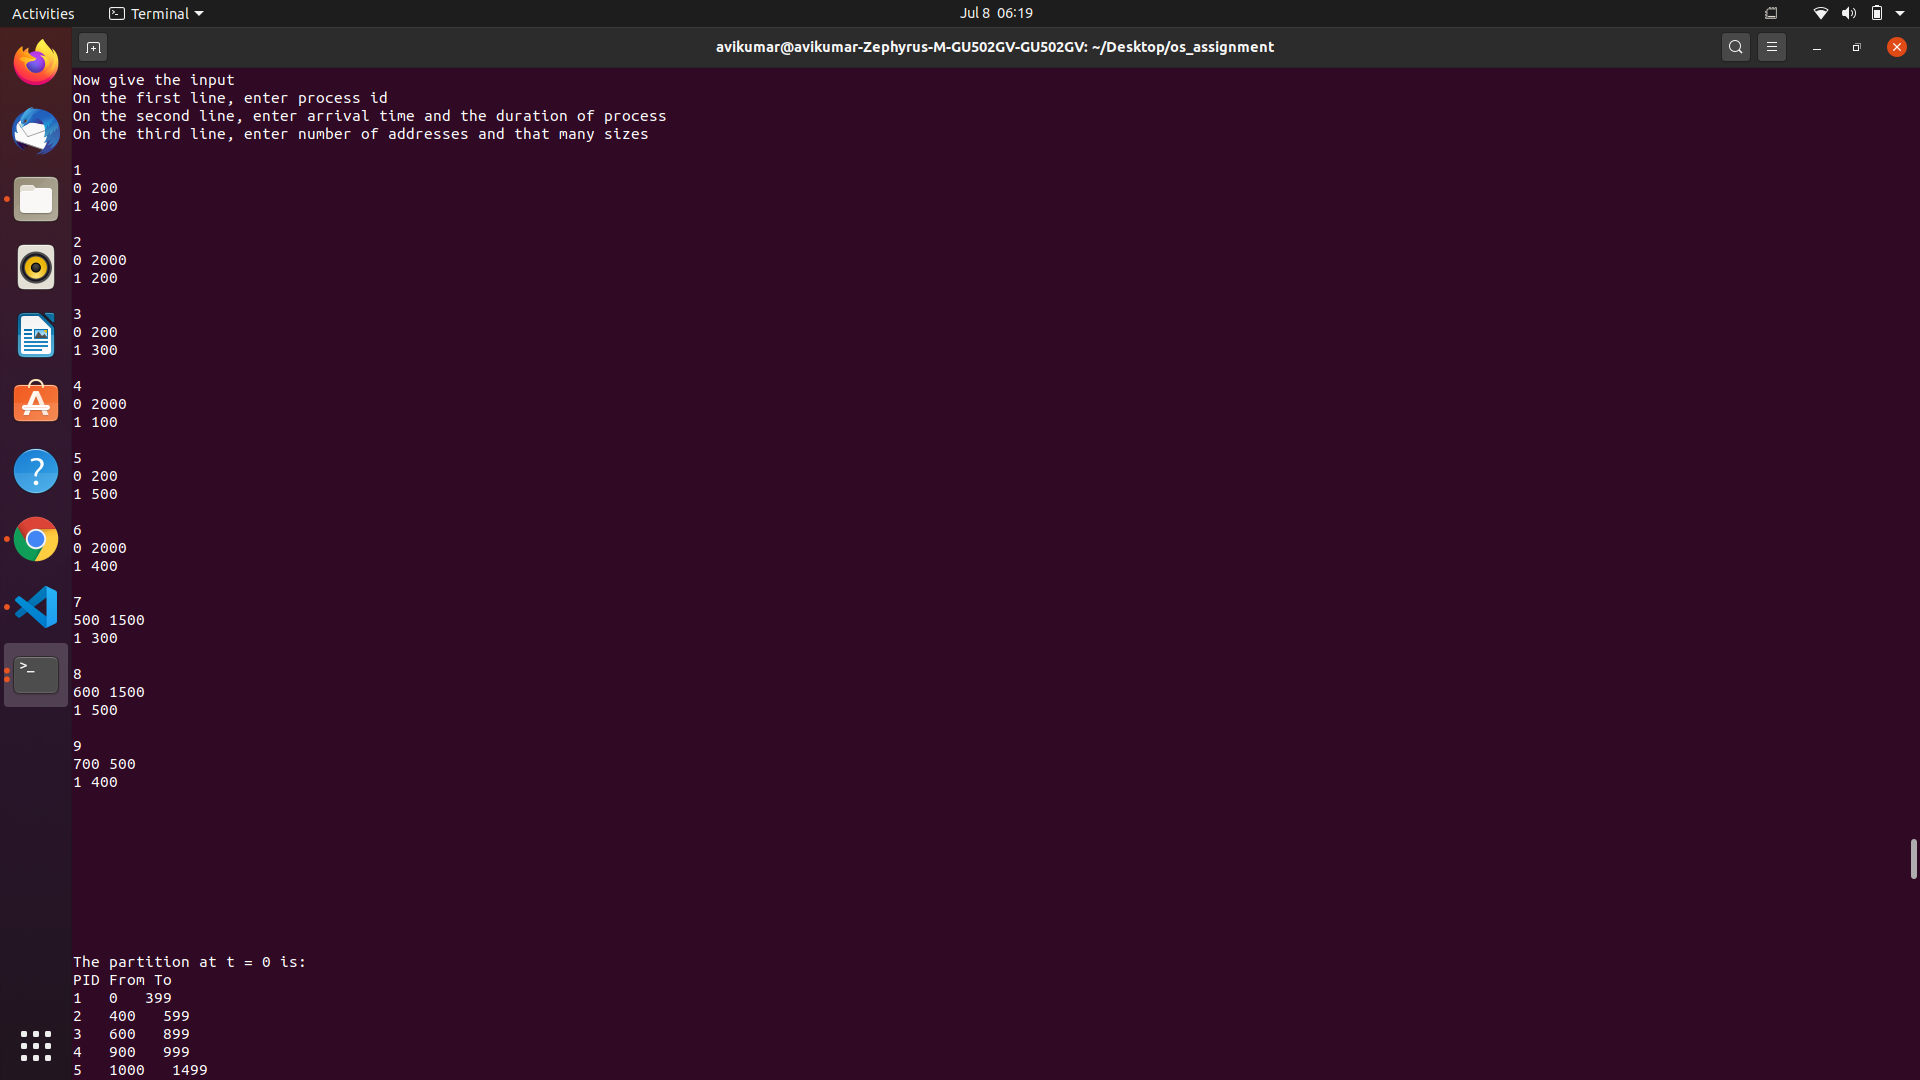 Activities
Terminal
Jul 8 06:19
avikumar@avikumar-Zephyrus-M-GU502GV-GU502GV: ~/Desktop/os_assignment
Now give the input
On the first line, enter process id
On the second line, enter arrival time and the duration of process
On the third line, enter number of addresses and that many sizes
1
0 200
1 400
2
0 2000
1 200
3
0 200
1 300
4
0 2000
1 100
5
0 200
1 500
6
0 2000
1 400
7
500 1500
1 300
8
600 1500
1 500
9
700 500
1 400
The partition at t = 0 is:
PID From To
1   0   399
2   400   599
3   600   899
4   900   999
5   1000   1499